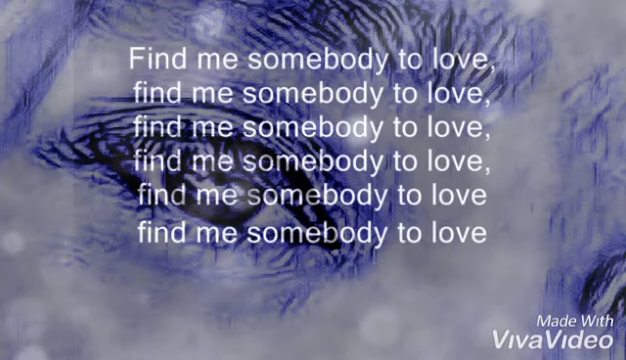 Find me somebody to love,
find me somebody to love,
find me somebody to love,
find me somebody to love,
find me somebody to love
find me somebody to love
Made With
VivaVideo